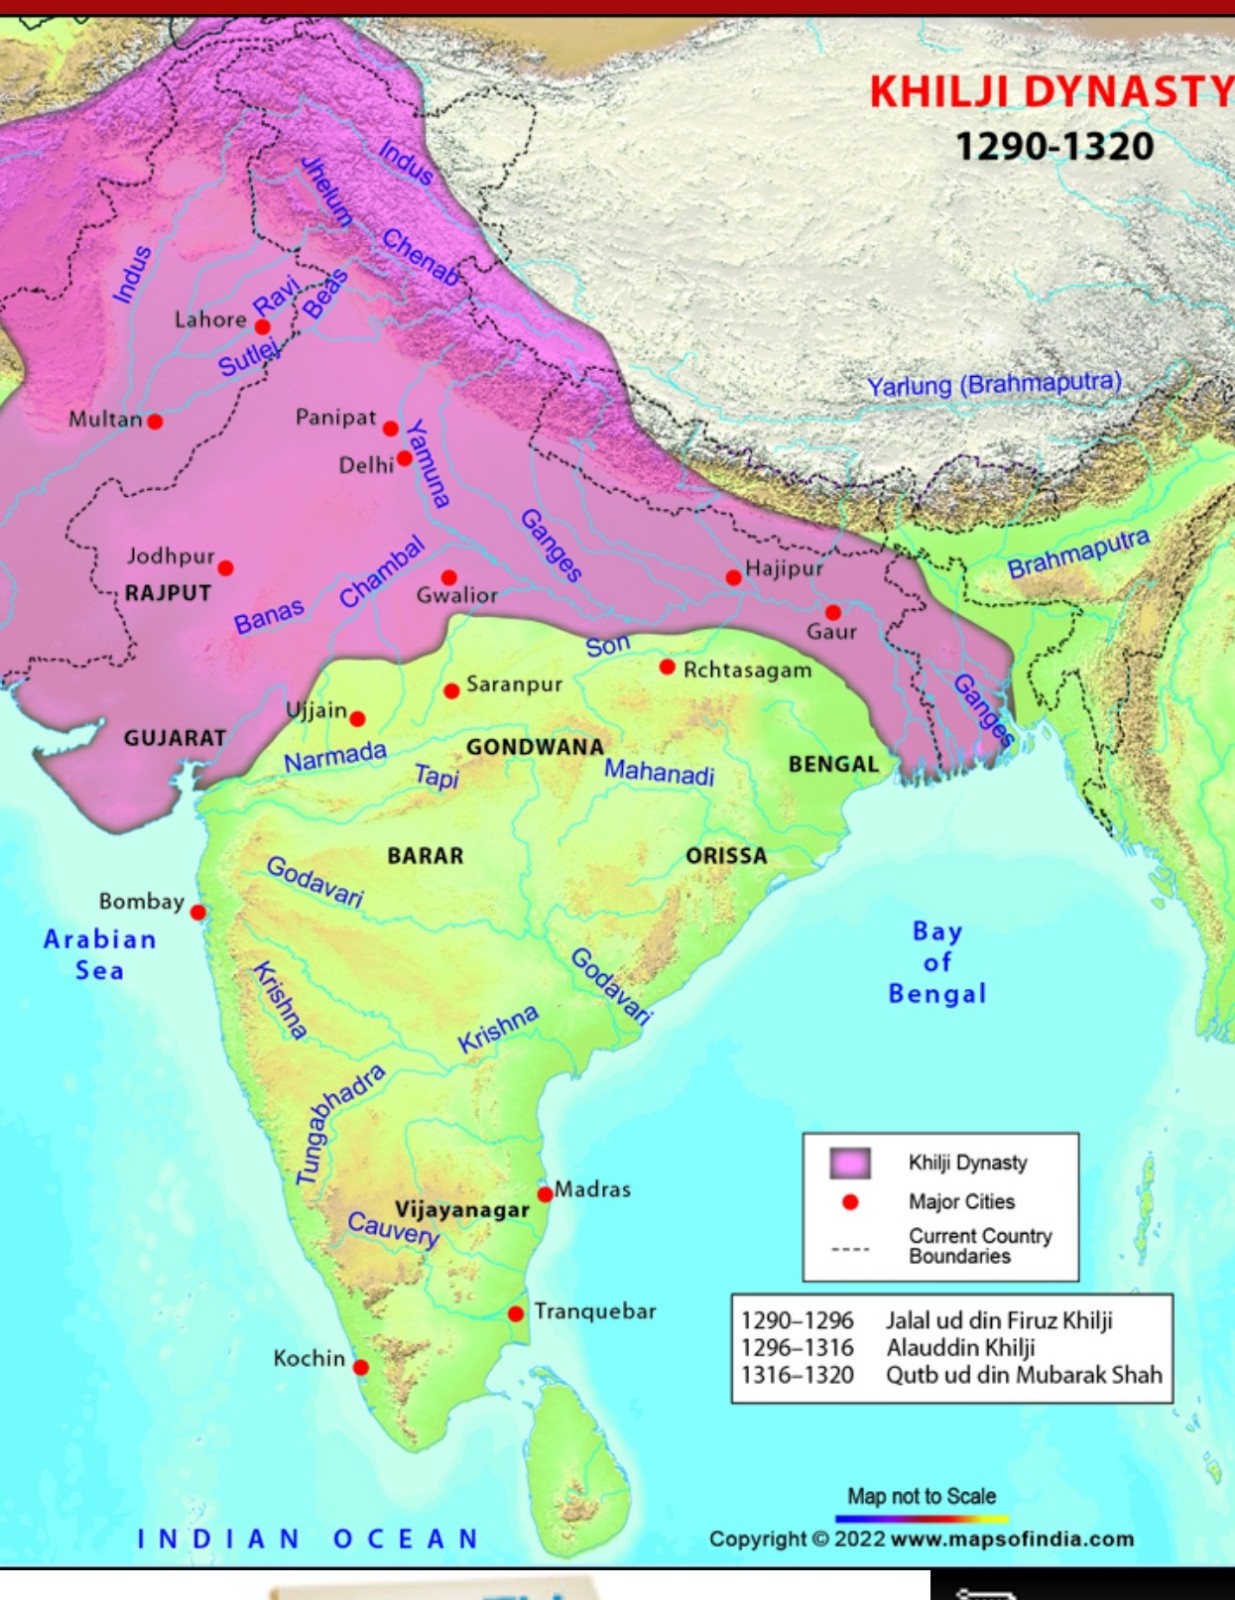 KHILJI DYNASTY
1290-1320
Indus
Jhelum
Chenab
Indus
Ravi
Beas
Lahore
Sutlej
Yarlung (Brahmaputra)
Multan
Panipat
Delhi
Yamuna
Ganges
Brahmaputra
Jodhpur
RAJPUT
Chambal
Banas
Gwalior
Hajipur
Gaur
Son
Rchtasagam
Saranpur
Ujjain
Ganges
GUJARAT
Narmada
GONDWANA
Tapi
Mahanadi
BENGAL
BARAR
ORISSA
Godavari
Bombay
Arabian
Sea
Bay
of
Bengal
Krishna
Godavari
Krishna
Tungabhadra
Madras
Vijayanagar
Cauvery
Tranquebar
Kochin
Khilji Dynasty
Major Cities
Current Country
Boundaries
1290–1296 Jalal ud din Firuz Khilji
1296–1316 Alauddin Khilji
1316–1320 Qutb ud din Mubarak Shah
Map not to Scale
INDIAN OCEAN
Copyright © 2022 www.mapsofindia.com